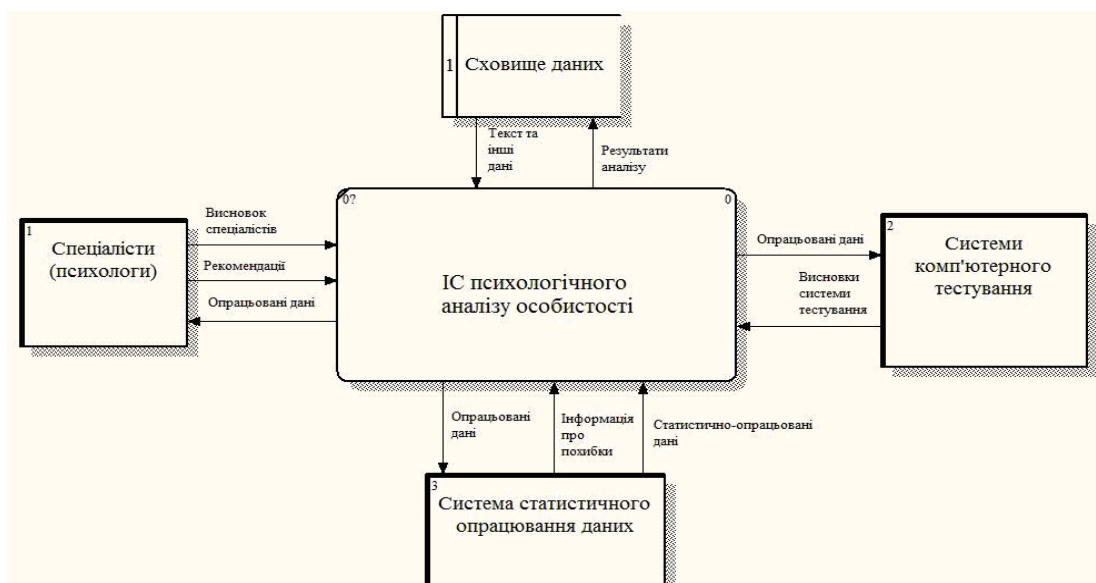 1
Сховище даних
Текст та
інші
дані
Результати
аналізу
1
Спеціалісти
(психологи)
Висновок
спеціалістів
Рекомендації
Опрацьовані дані
0?
0
ІС психологічного
аналізу особистості
Опрацьовані дані
Висновки
системи
тестування
2
Системи
комп'ютерного
тестування
Опрацьовані
дані
Інформація
про
похибки
Статистично-опрацьовані
дані
3
Система статистичного
опрацювання даних